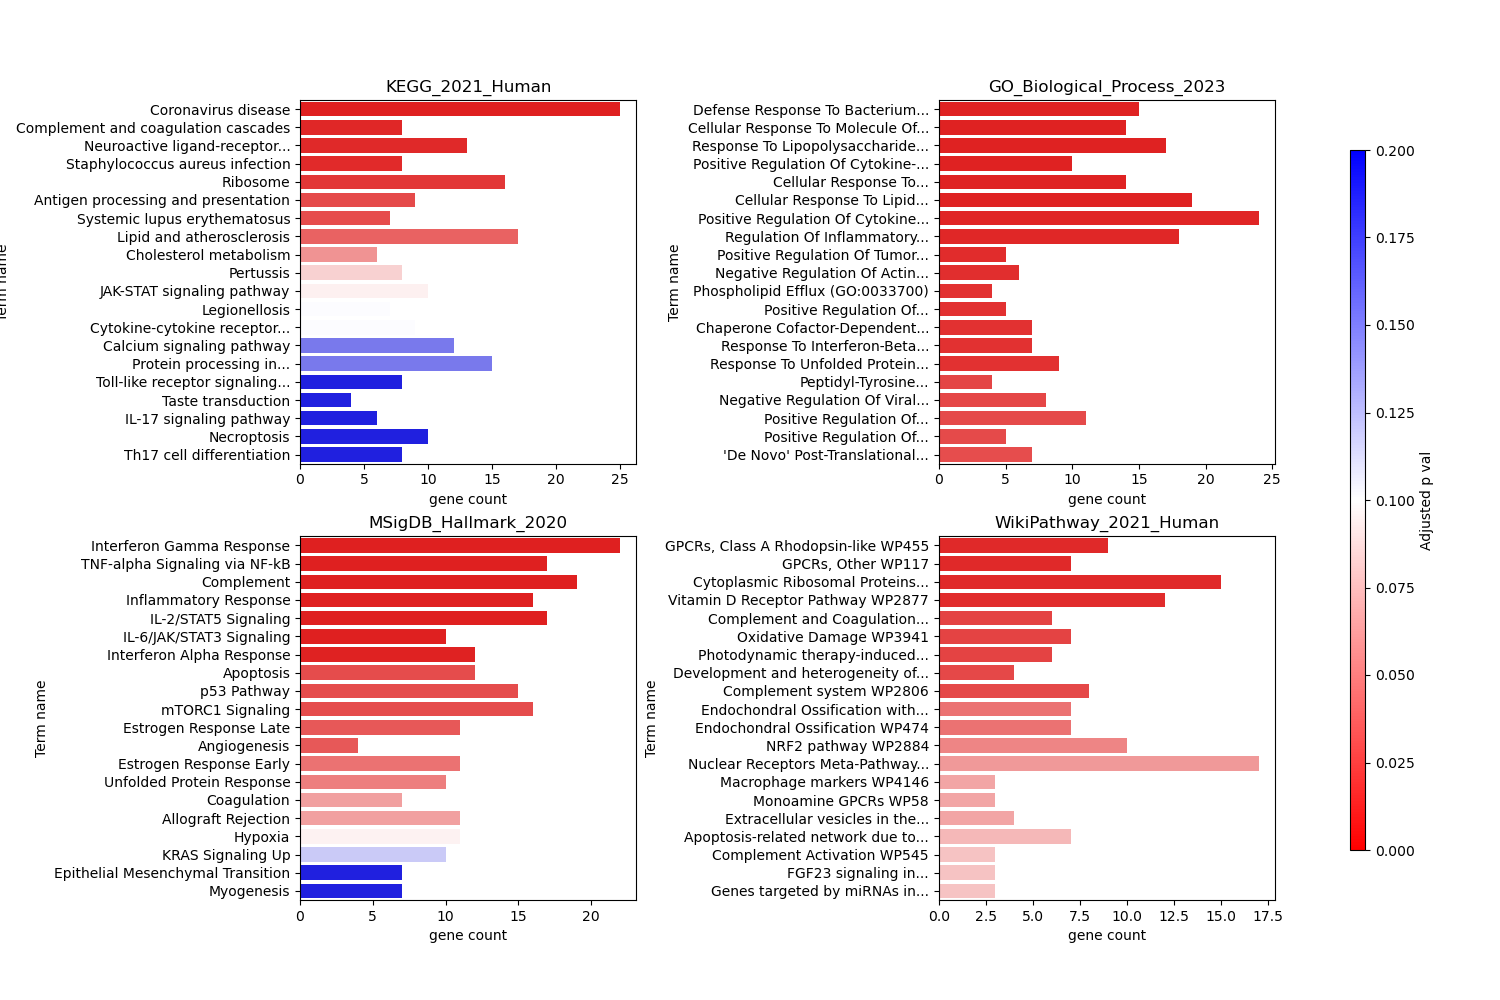 KEGG_2021_Human
Term name
Coronavirus disease
Complement and coagulation cascades
Neuroactive ligand-receptor...
Staphylococcus aureus infection
Ribosome
Antigen processing and presentation
Systemic lupus erythematosus
Lipid and atherosclerosis
Cholesterol metabolism
Pertussis
JAK-STAT signaling pathway
Legionellosis
Cytokine-cytokine receptor...
Calcium signaling pathway
Protein processing in...
Toll-like receptor signaling...
Taste transduction
IL-17 signaling pathway
Necroptosis
Th17 cell differentiation
0 5 10 15 20 25
gene count
GO_Biological_Process_2023
Term name
Defense Response To Bacterium...
Cellular Response To Molecule Of...
Response To Lipopolysaccharide...
Positive Regulation Of Cytokine-...
Cellular Response To...
Cellular Response To Lipid...
Positive Regulation Of Cytokine...
Regulation Of Inflammatory...
Positive Regulation Of Tumor...
Negative Regulation Of Actin...
Phospholipid Efflux (GO:0033700)
Positive Regulation Of...
Chaperone Cofactor-Dependent...
Response To Interferon-Beta...
Response To Unfolded Protein...
Peptidyl-Tyrosine...
Negative Regulation Of Viral...
Positive Regulation Of...
Positive Regulation Of...
'De Novo' Post-Translational...
0 5 10 15 20 25
gene count
MSigDB_Hallmark_2020
Term name
Interferon Gamma Response
TNF-alpha Signaling via NF-kB
Complement
Inflammatory Response
IL-2/STAT5 Signaling
IL-6/JAK/STAT3 Signaling
Interferon Alpha Response
Apoptosis
p53 Pathway
mTORC1 Signaling
Estrogen Response Late
Angiogenesis
Estrogen Response Early
Unfolded Protein Response
Coagulation
Allograft Rejection
Hypoxia
KRAS Signaling Up
Epithelial Mesenchymal Transition
Myogenesis
0 5 10 15 20
gene count
WikiPathway_2021_Human
Term name
GPCRs, Class A Rhodopsin-like WP455
GPCRs, Other WP117
Cytoplasmic Ribosomal Proteins...
Vitamin D Receptor Pathway WP2877
Complement and Coagulation...
Oxidative Damage WP3941
Photodynamic therapy-induced...
Development and heterogeneity of...
Complement system WP2806
Endochondral Ossification with...
Endochondral Ossification WP474
NRF2 pathway WP2884
Nuclear Receptors Meta-Pathway...
Macrophage markers WP4146
Monoamine GPCRs WP58
Extracellular vesicles in the...
Apoptosis-related network due to...
Complement Activation WP545
FGF23 signaling in...
Genes targeted by miRNAs in...
0.0 2.5 5.0 7.5 10.0 12.5 15.0 17.5
gene count
0.200
0.175
0.150
0.125
0.100
0.075
0.050
0.025
0.000
Adjusted p val